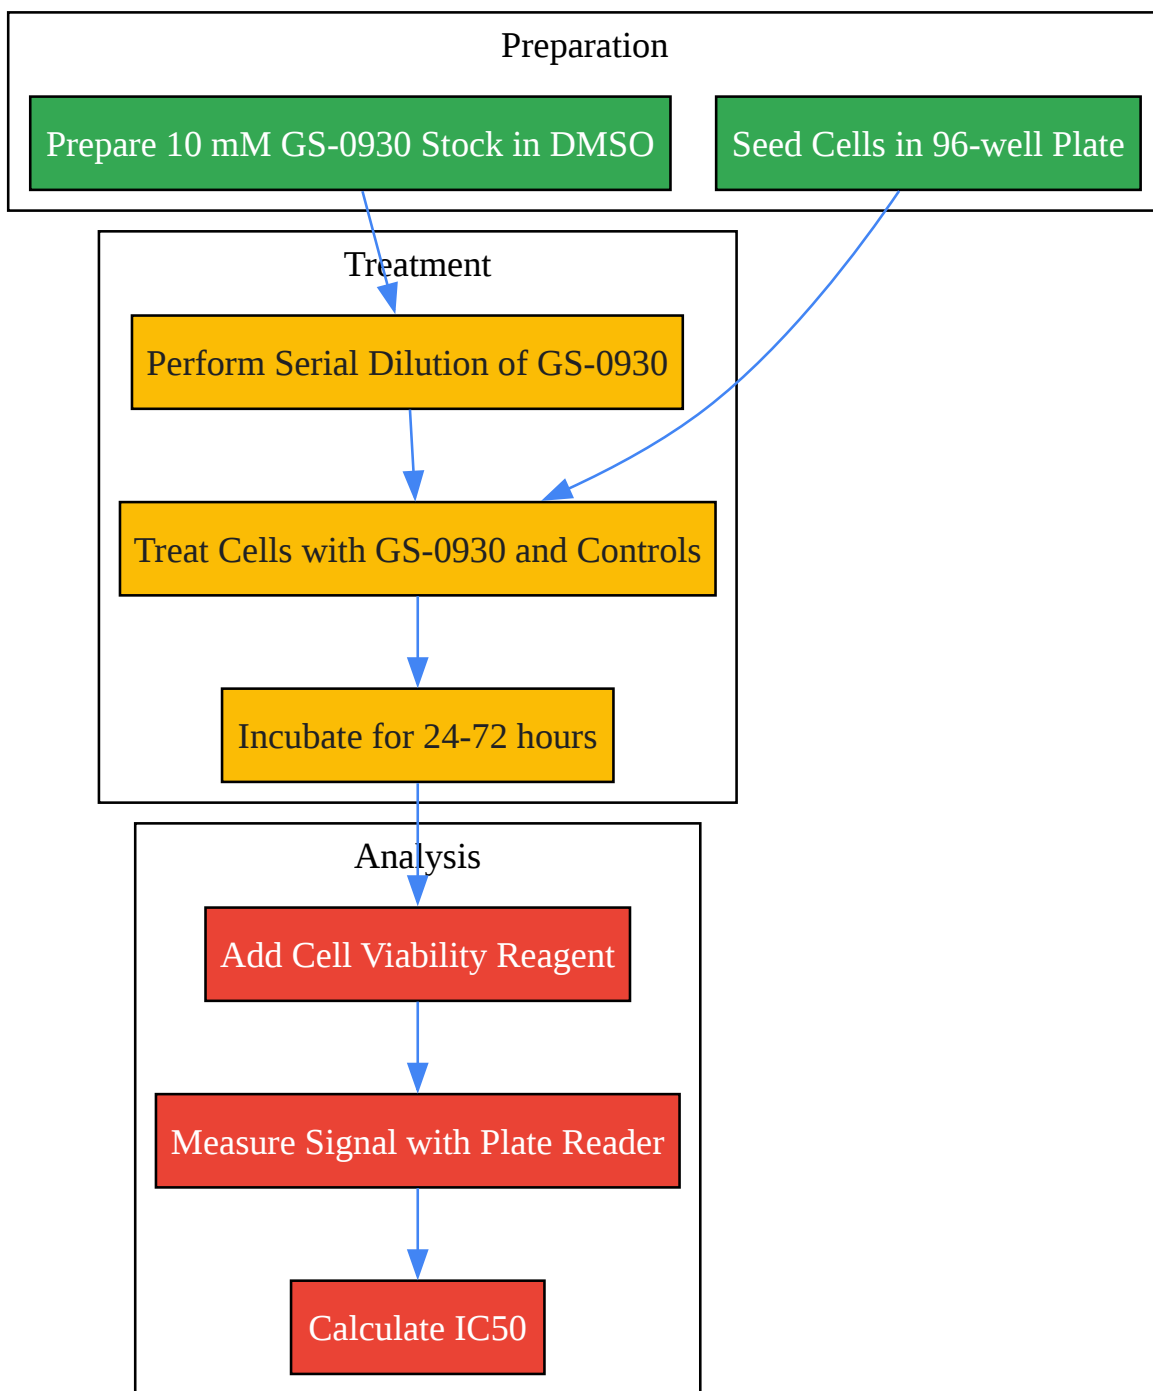 Preparation
Prepare 10 mM GS-0930 Stock in DMSO
Seed Cells in 96-well Plate
Treatment
Perform Serial Dilution of GS-0930
Treat Cells with GS-0930 and Controls
Incubate for 24-72 hours
Analysis
Add Cell Viability Reagent
Measure Signal with Plate Reader
Calculate IC50